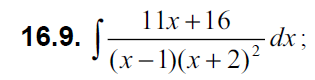 16.9. ∫ (11x + 16) / ((x – 1)(x + 2)²) dx;